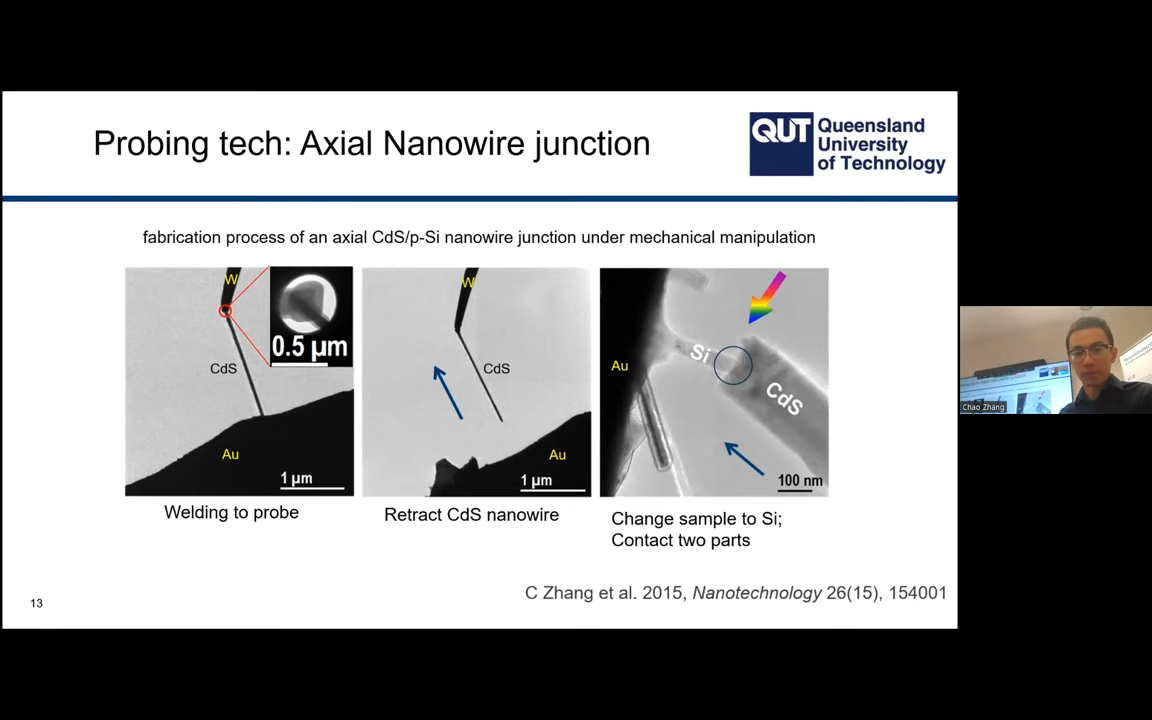 Probing tech: Axial Nanowire junction
QUT
Queensland
University
of Technology
fabrication process of an axial CdS/p-Si nanowire junction under mechanical manipulation
W
0.5 µm
CdS
Au
1 µm
W
CdS
Au
1 µm
Au
Si
CdS
100 nm
Welding to probe
Retract CdS nanowire
Change sample to Si;
Contact two parts
C Zhang et al. 2015, Nanotechnology 26(15), 154001
13
Chao Zhang